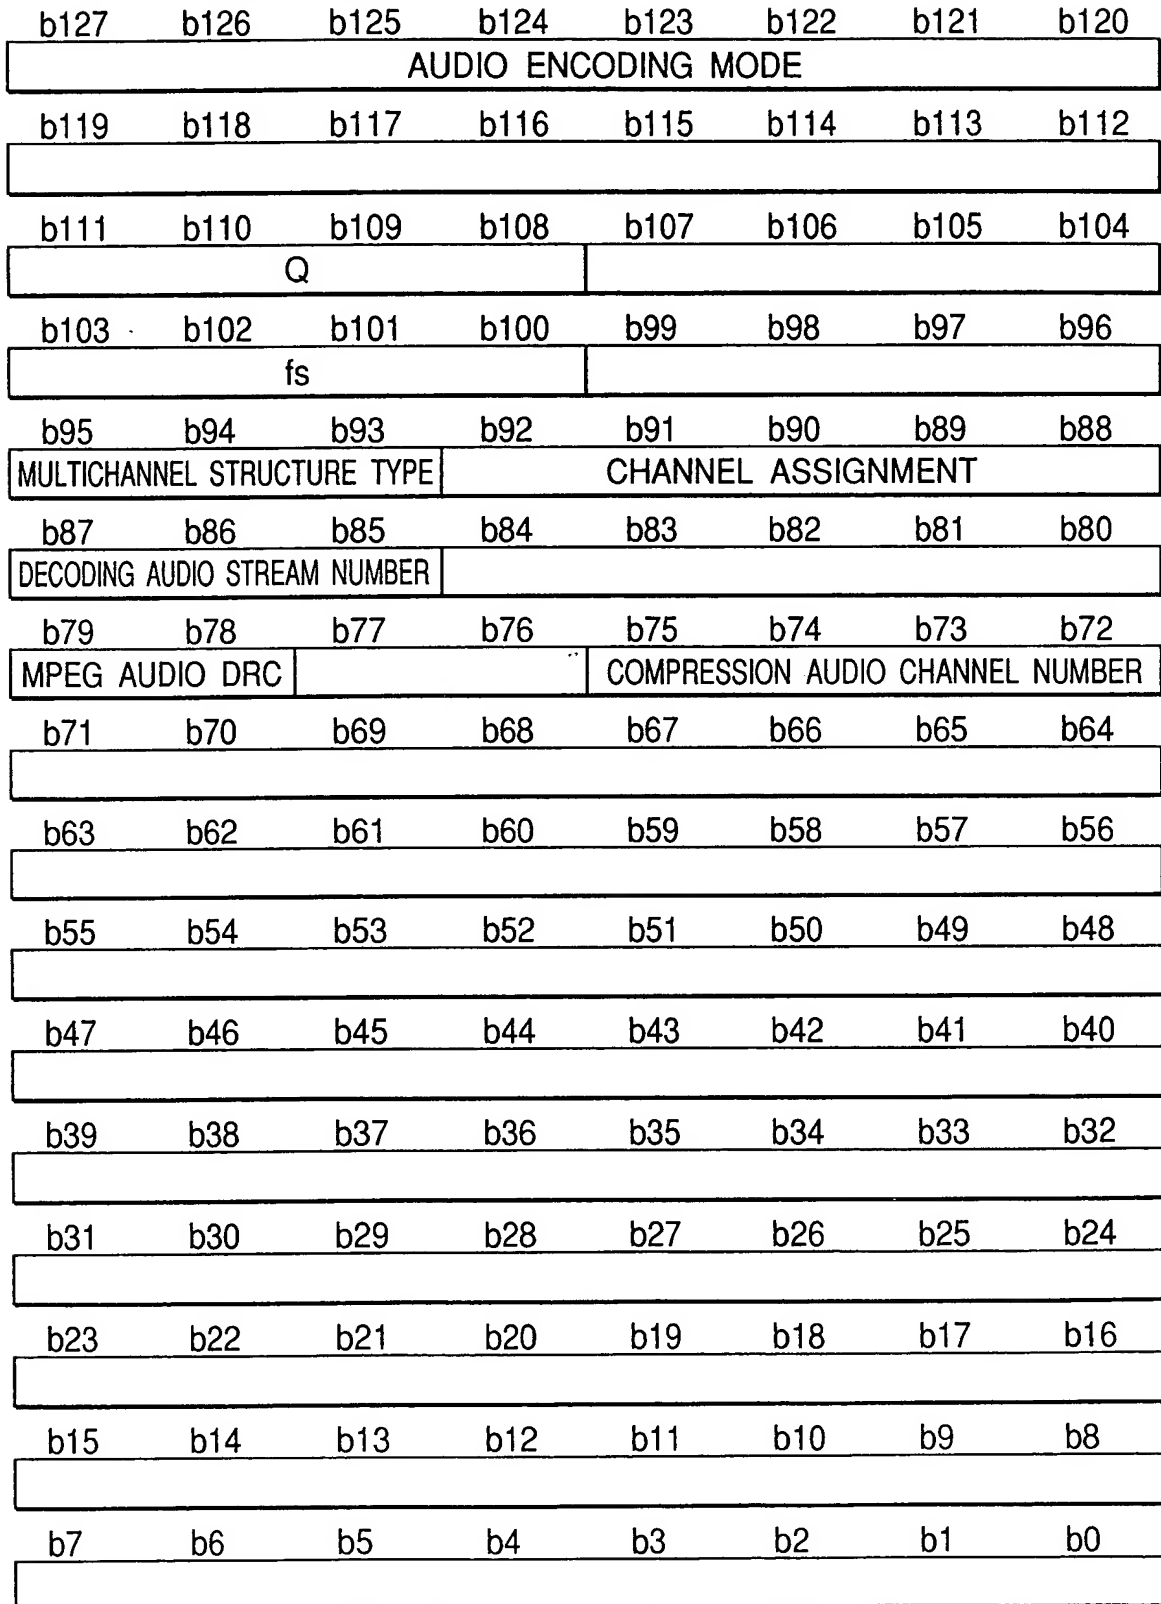 b127 b126 b125 b124 b123 b122 b121 b120
AUDIO ENCODING MODE
b119 b118 b117 b116 b115 b114 b113 b112
b111 b110 b109 b108 b107 b106 b105 b104
Q
b103 b102 b101 b100 b99 b98 b97 b96
fs
b95 b94 b93 b92 b91 b90 b89 b88
MULTICHANNEL STRUCTURE TYPE CHANNEL ASSIGNMENT
b87 b86 b85 b84 b83 b82 b81 b80
DECODING AUDIO STREAM NUMBER
b79 b78 b77 b76 b75 b74 b73 b72
MPEG AUDIO DRC COMPRESSION AUDIO CHANNEL NUMBER
b71 b70 b69 b68 b67 b66 b65 b64
b63 b62 b61 b60 b59 b58 b57 b56
b55 b54 b53 b52 b51 b50 b49 b48
b47 b46 b45 b44 b43 b42 b41 b40
b39 b38 b37 b36 b35 b34 b33 b32
b31 b30 b29 b28 b27 b26 b25 b24
b23 b22 b21 b20 b19 b18 b17 b16
b15 b14 b13 b12 b11 b10 b9 b8
b7 b6 b5 b4 b3 b2 b1 b0